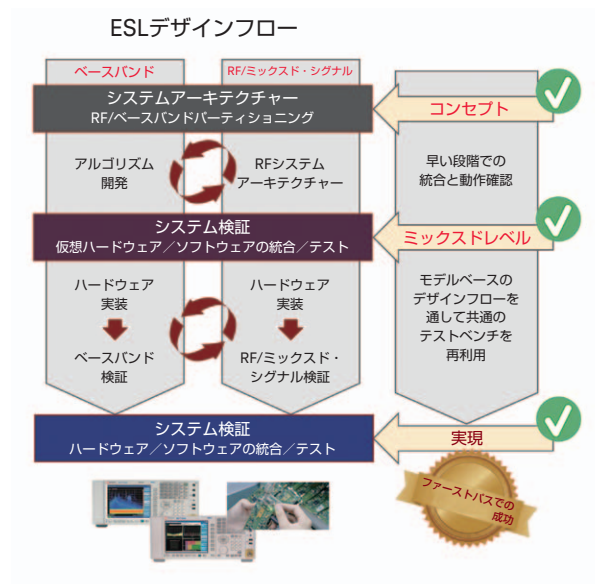 ESLデザインフロー
ベースバンド
RF/ミックスド・シグナル
システムアーキテクチャー
RF/ベースバンドパーティショニング
コンセプト
アルゴリズム
開発
RFシステム
アーキテクチャー
早い段階での
統合と動作確認
システム検証
仮想ハードウェア／ソフトウェアの統合／テスト
ミックスドレベル
ハードウェア
実装
ハードウェア
実装
モデルベースの
デザインフローを
通して共通の
テストベンチを
再利用
ベースバンド
検証
RF/ミックスド・
シグナル検証
システム検証
ハードウェア／ソフトウェアの統合／テスト
実現
ファーストパスでの
成功